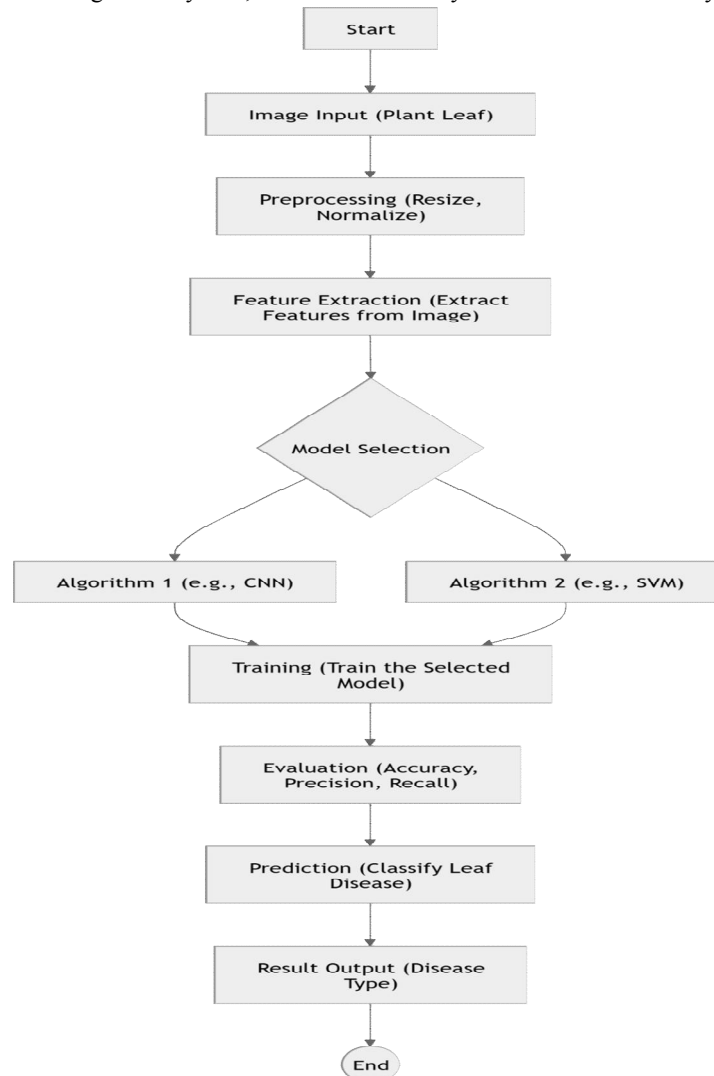 Start
Image Input (Plant Leaf)
Preprocessing (Resize,
Normalize)
Feature Extraction (Extract
Features from Image)
Model Selection
Algorithm 1 (e.g., CNN)
Algorithm 2 (e.g., SVM)
Training (Train the Selected
Model)
Evaluation (Accuracy,
Precision, Recall)
Prediction (Classify Leaf
Disease)
Result Output (Disease
Type)
End